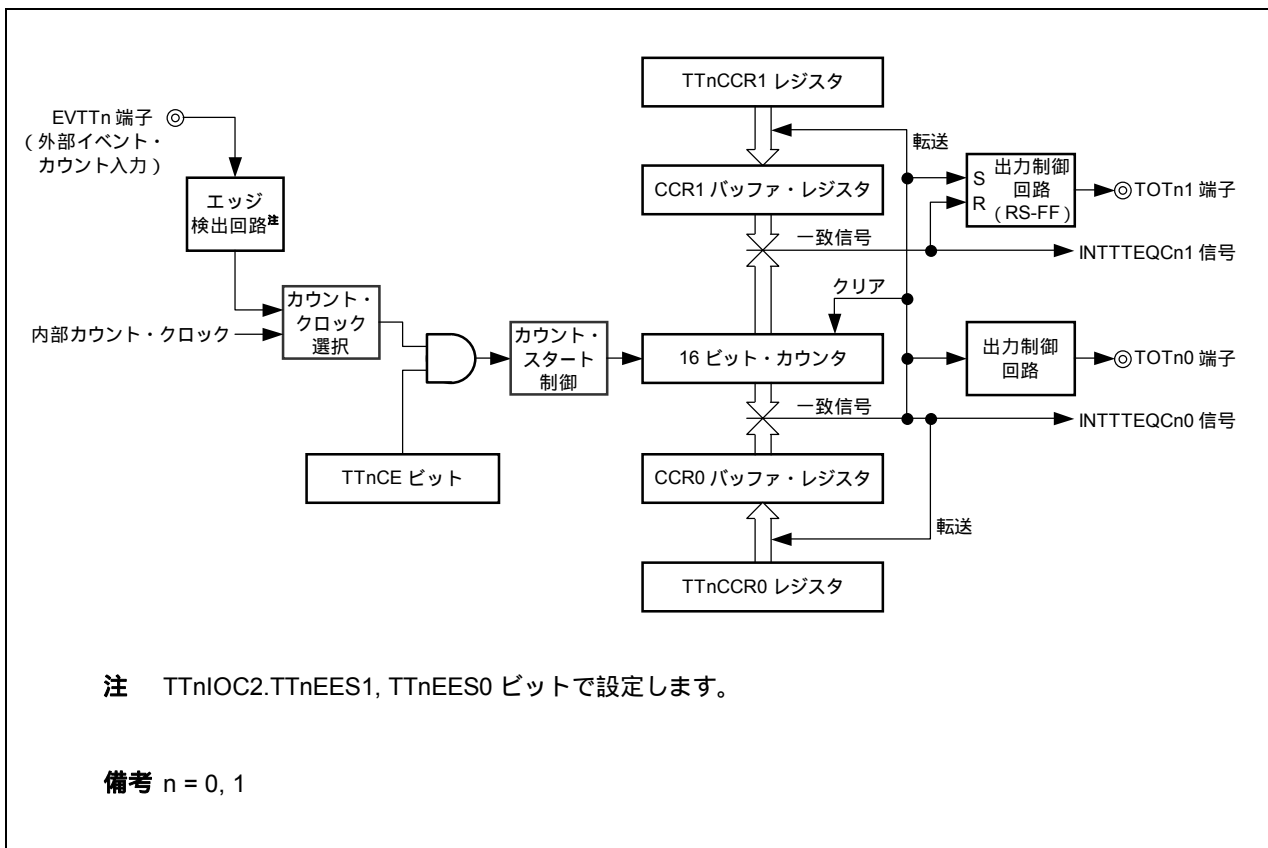 TTnCCR1 レジスタ
EVTTn 端子
（外部イベント・
カウント入力）
転送
エッジ
検出回路注
CCR1 バッファ・レジスタ
S
R
出力制御
回路
（RS-FF）
TOTn1 端子
一致信号
INTTTEQCn1 信号
カウント・
クロック
選択
内部カウント・クロック
クリア
カウント・
スタート
制御
16 ビット・カウンタ
出力制御
回路
TOTn0 端子
一致信号
INTTTEQCn0 信号
TTnCE ビット
CCR0 バッファ・レジスタ
転送
TTnCCR0 レジスタ
注 TTnIOC2.TTnEES1, TTnEES0 ビットで設定します。
備考 n = 0, 1